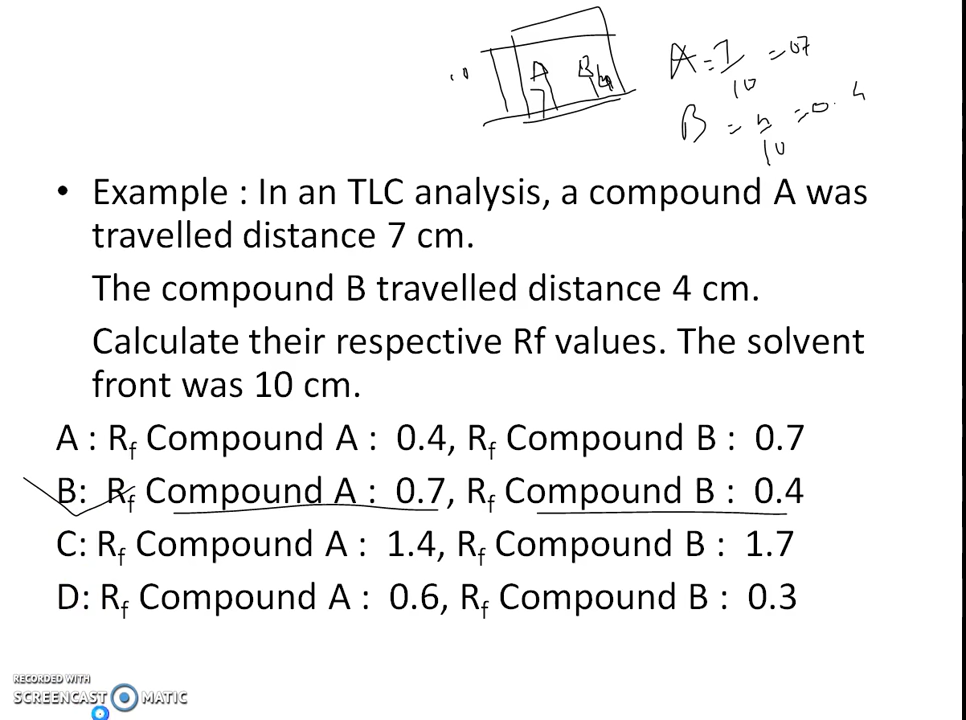 A = 7/10 = 0.7
10
A B
7 4
B = 4/10 = 0.4
• Example : In an TLC analysis, a compound A was
travelled distance 7 cm.
The compound B travelled distance 4 cm.
Calculate their respective Rf values. The solvent
front was 10 cm.
A : Rf Compound A : 0.4, Rf Compound B : 0.7
B: Rf Compound A : 0.7, Rf Compound B : 0.4
C: Rf Compound A : 1.4, Rf Compound B : 1.7
D: Rf Compound A : 0.6, Rf Compound B : 0.3
RECORDED WITH
SCREENCAST MATIC